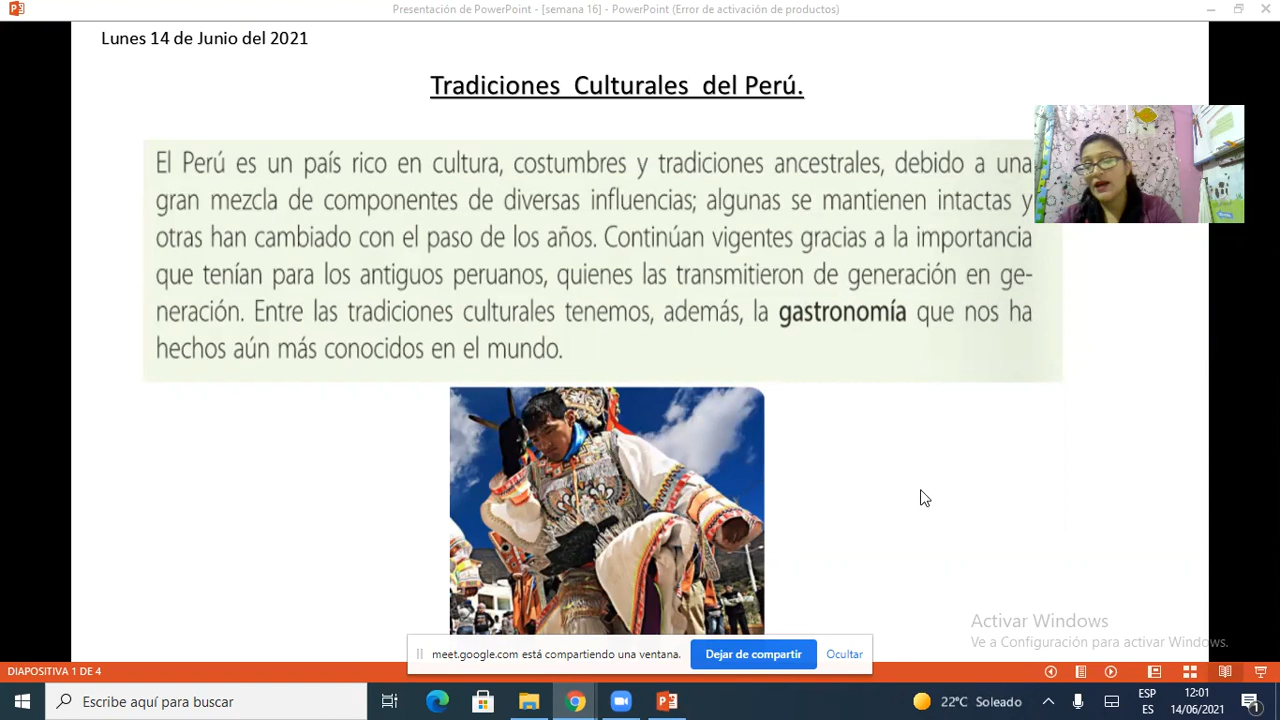 Presentación de PowerPoint - [semana 16] - PowerPoint (Error de activación de productos)
Lunes 14 de Junio del 2021
Tradiciones Culturales del Perú.
El Perú es un país rico en cultura, costumbres y tradiciones ancestrales, debido a una
gran mezcla de componentes de diversas influencias; algunas se mantienen intactas y
otras han cambiado con el paso de los años. Continúan vigentes gracias a la importancia
que tenían para los antiguos peruanos, quienes las transmitieron de generación en ge-
neración. Entre las tradiciones culturales tenemos, además, la gastronomía que nos ha
hechos aún más conocidos en el mundo.
Activar Windows
Ve a Configuración para activar Windows.
meet.google.com está compartiendo una ventana. Dejar de compartir Ocultar
DIAPOSITIVA 1 DE 4
Escribe aquí para buscar
22°C Soleado
ESP
ES
12:01
14/06/2021
1